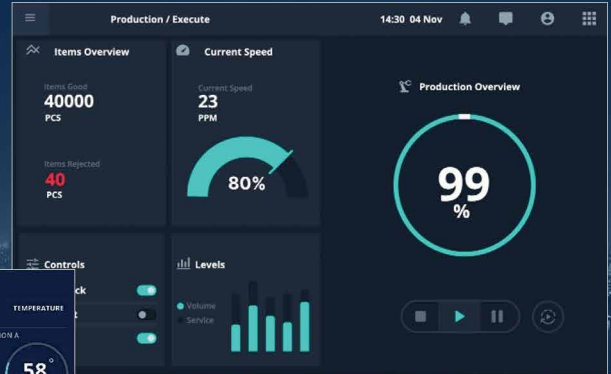 Production / Execute
14:30 04 Nov
Items Overview
Items Good
40000
PCS
Items Rejected
40
PCS
Current Speed
Current Speed
23
PPM
80%
Production Overview
99
%
Controls
ck
t
Levels
Volume
Service
TEMPERATURE
ION A
58°